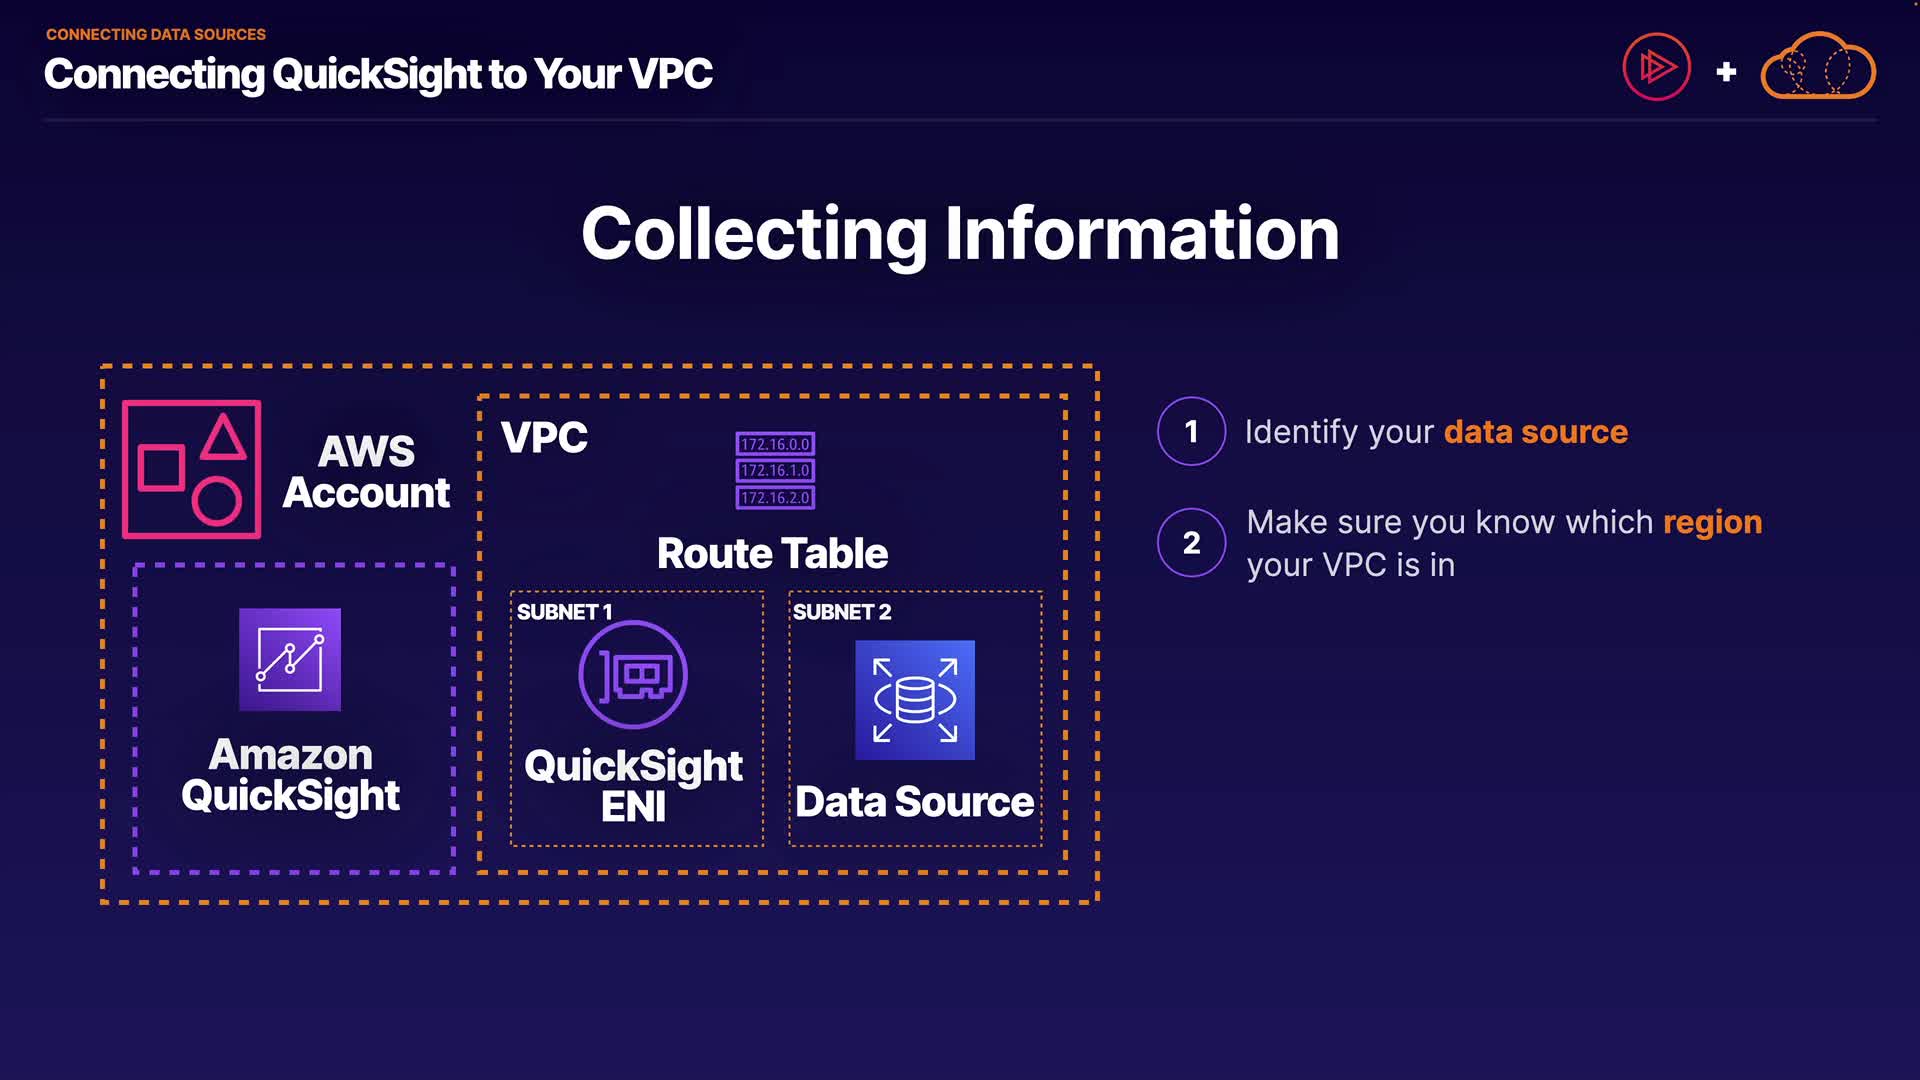 CONNECTING DATA SOURCES
Connecting QuickSight to Your VPC
+
Collecting Information
AWS
Account
VPC
172.16.0.0
172.16.1.0
172.16.2.0
Route Table
Amazon
QuickSight
SUBNET 1
QuickSight
ENI
SUBNET 2
Data Source
1 Identify your data source
2 Make sure you know which region
your VPC is in